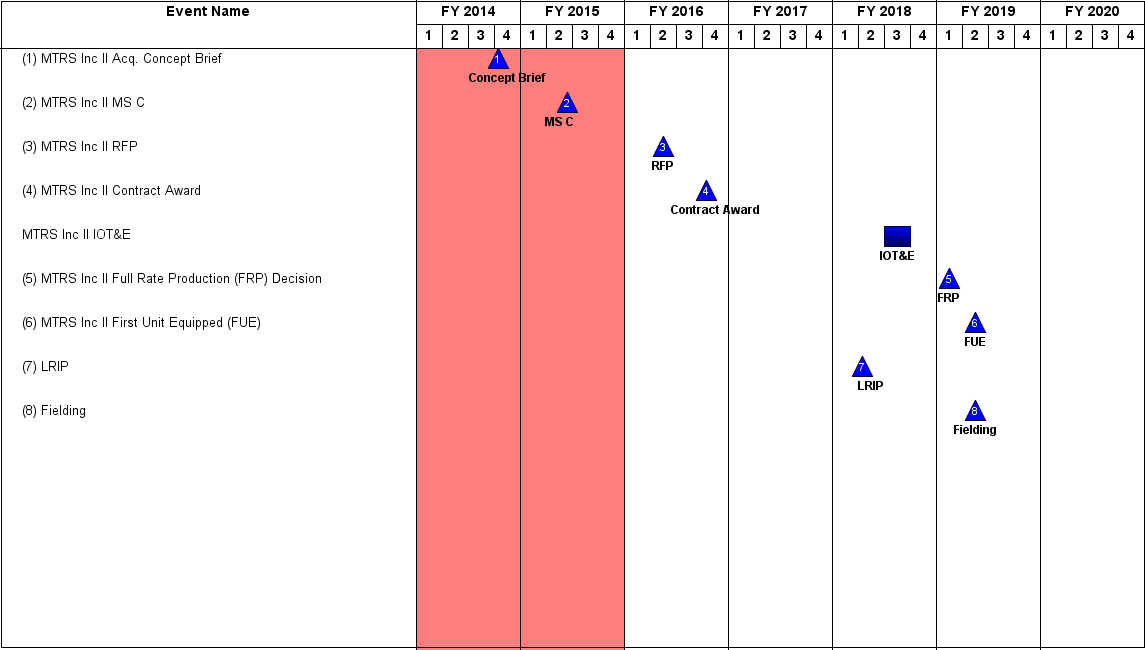 Event Name FY 2014 FY 2015 FY 2016 FY 2017 FY 2018 FY 2019 FY 2020
1 2 3 4 1 2 3 4 1 2 3 4 1 2 3 4 1 2 3 4 1 2 3 4 1 2 3 4
(1) MTRS Inc II Acq. Concept Brief 1
Concept Brief
(2) MTRS Inc II MS C 2
MS C
(3) MTRS Inc II RFP 3
RFP
(4) MTRS Inc II Contract Award 4
Contract Award
MTRS Inc II IOT&E
IOT&E
(5) MTRS Inc II Full Rate Production (FRP) Decision 5
FRP
(6) MTRS Inc II First Unit Equipped (FUE) 6
FUE
(7) LRIP 7
LRIP
(8) Fielding 8
Fielding